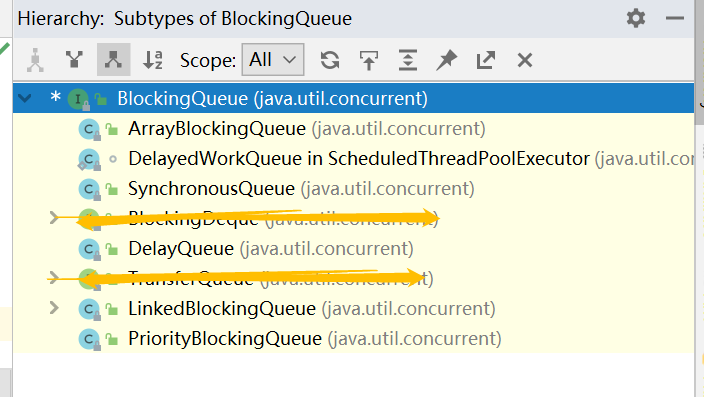 Hierarchy: Subtypes of BlockingQueue
Scope: All
* BlockingQueue (java.util.concurrent)
ArrayBlockingQueue (java.util.concurrent)
DelayedWorkQueue in ScheduledThreadPoolExecutor (java.util.con
SynchronousQueue (java.util.concurrent)
BlockingDeque (java.util.concurrent)
DelayQueue (java.util.concurrent)
TransferQueue (java.util.concurrent)
LinkedBlockingQueue (java.util.concurrent)
PriorityBlockingQueue (java.util.concurrent)